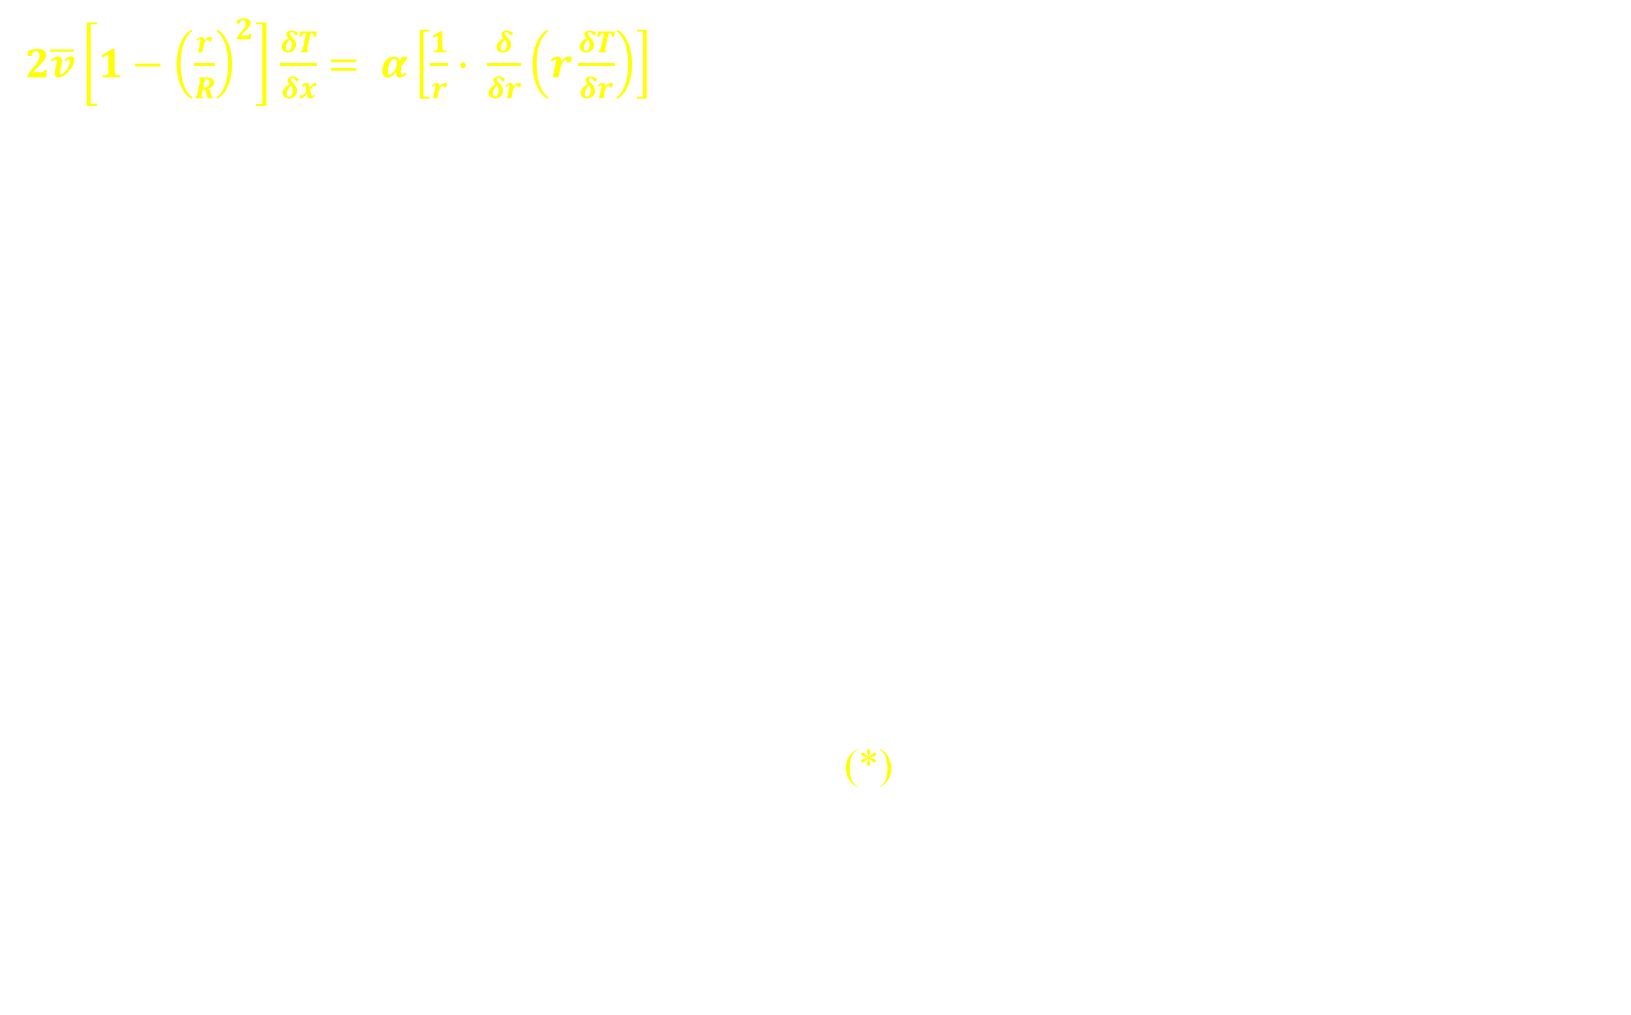 2v̅ [1 − (r/R)²] δT/δx = α [1/r · δ/δr (r δT/δr)]
(*)